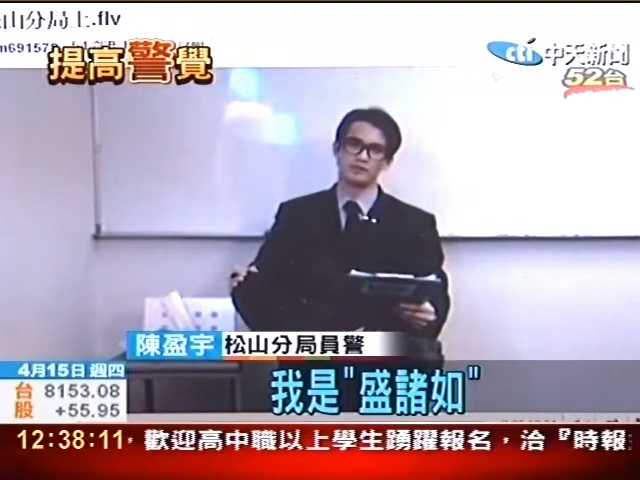 山分局上.flv
提高警覺
cti中天新聞
52台
陳盈宇 松山分局員警
4月15日週四
台股 8153.08
+55.95
我是"盛諸如"
12:38:11, 歡迎高中職以上學生踴躍報名，洽『時報